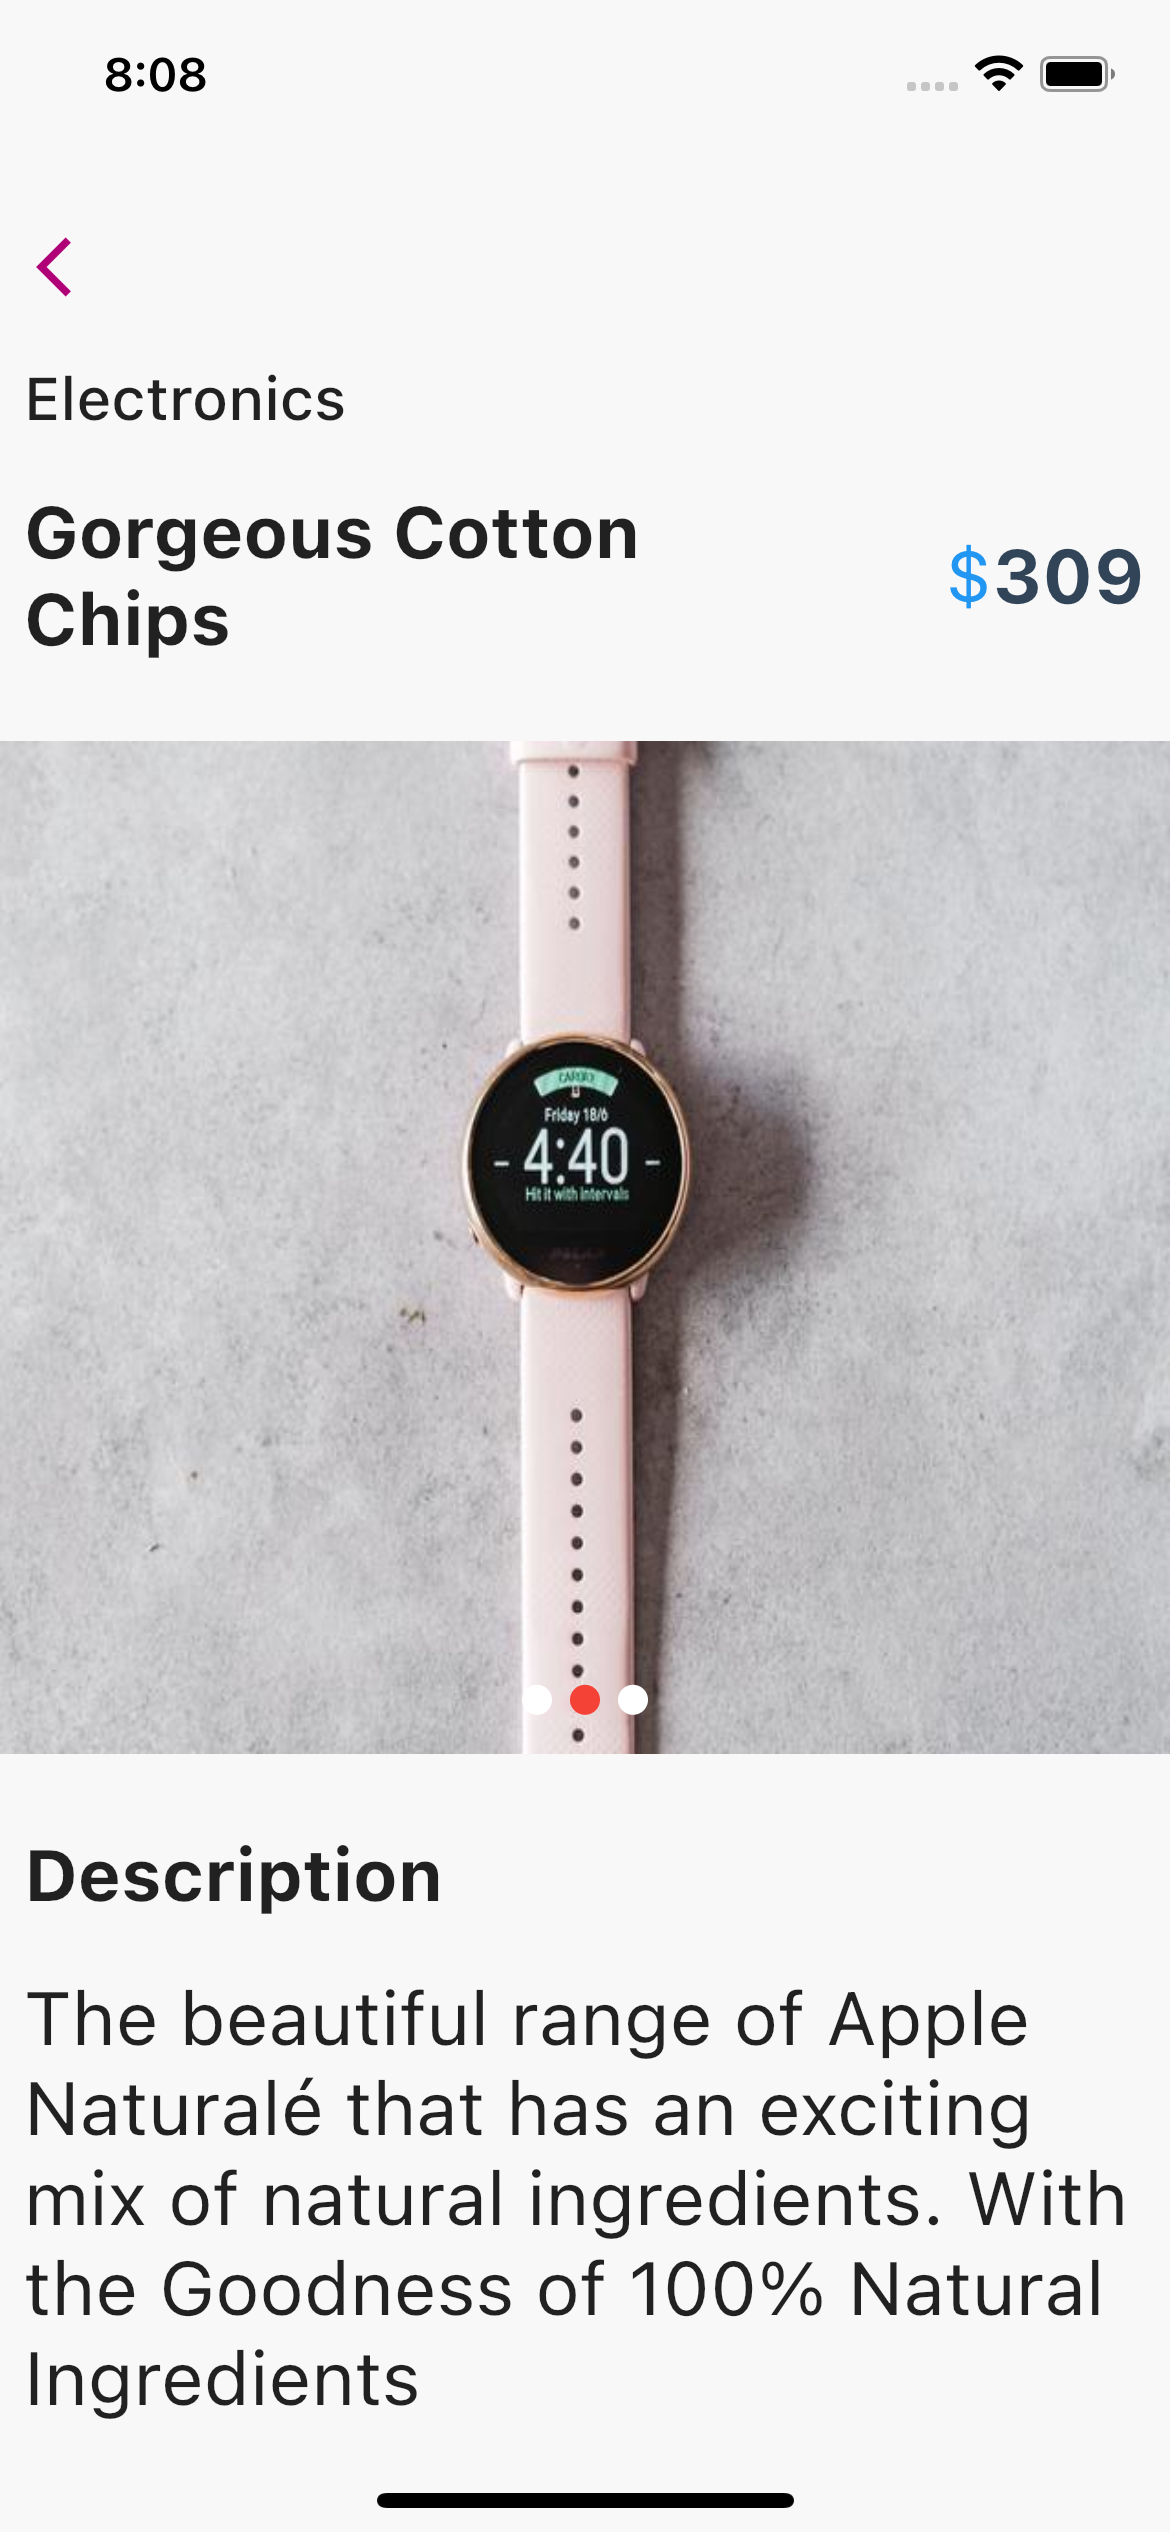 8:08
Electronics
Gorgeous Cotton
Chips
$309
CARDIO
Friday 18/6
- 4:40 -
Hit it with intervals
Description
The beautiful range of Apple
Naturalé that has an exciting
mix of natural ingredients. With
the Goodness of 100% Natural
Ingredients